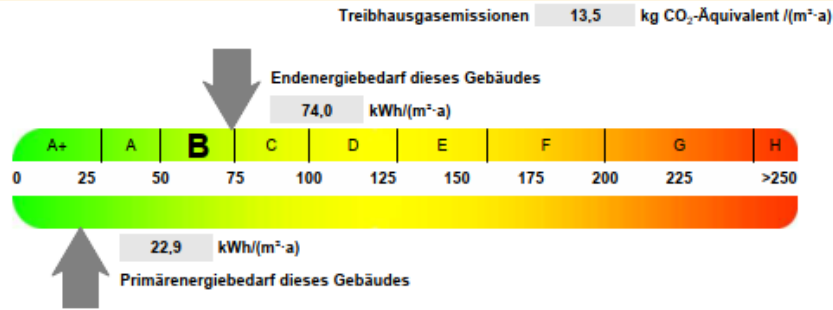 Treibhausgasemissionen 13,5 kg CO₂-Äquivalent /(m²·a)
Endenergiebedarf dieses Gebäudes
74,0 kWh/(m²·a)
A+ A B C D E F G H
0 25 50 75 100 125 150 175 200 225 >250
22,9 kWh/(m²·a)
Primärenergiebedarf dieses Gebäudes